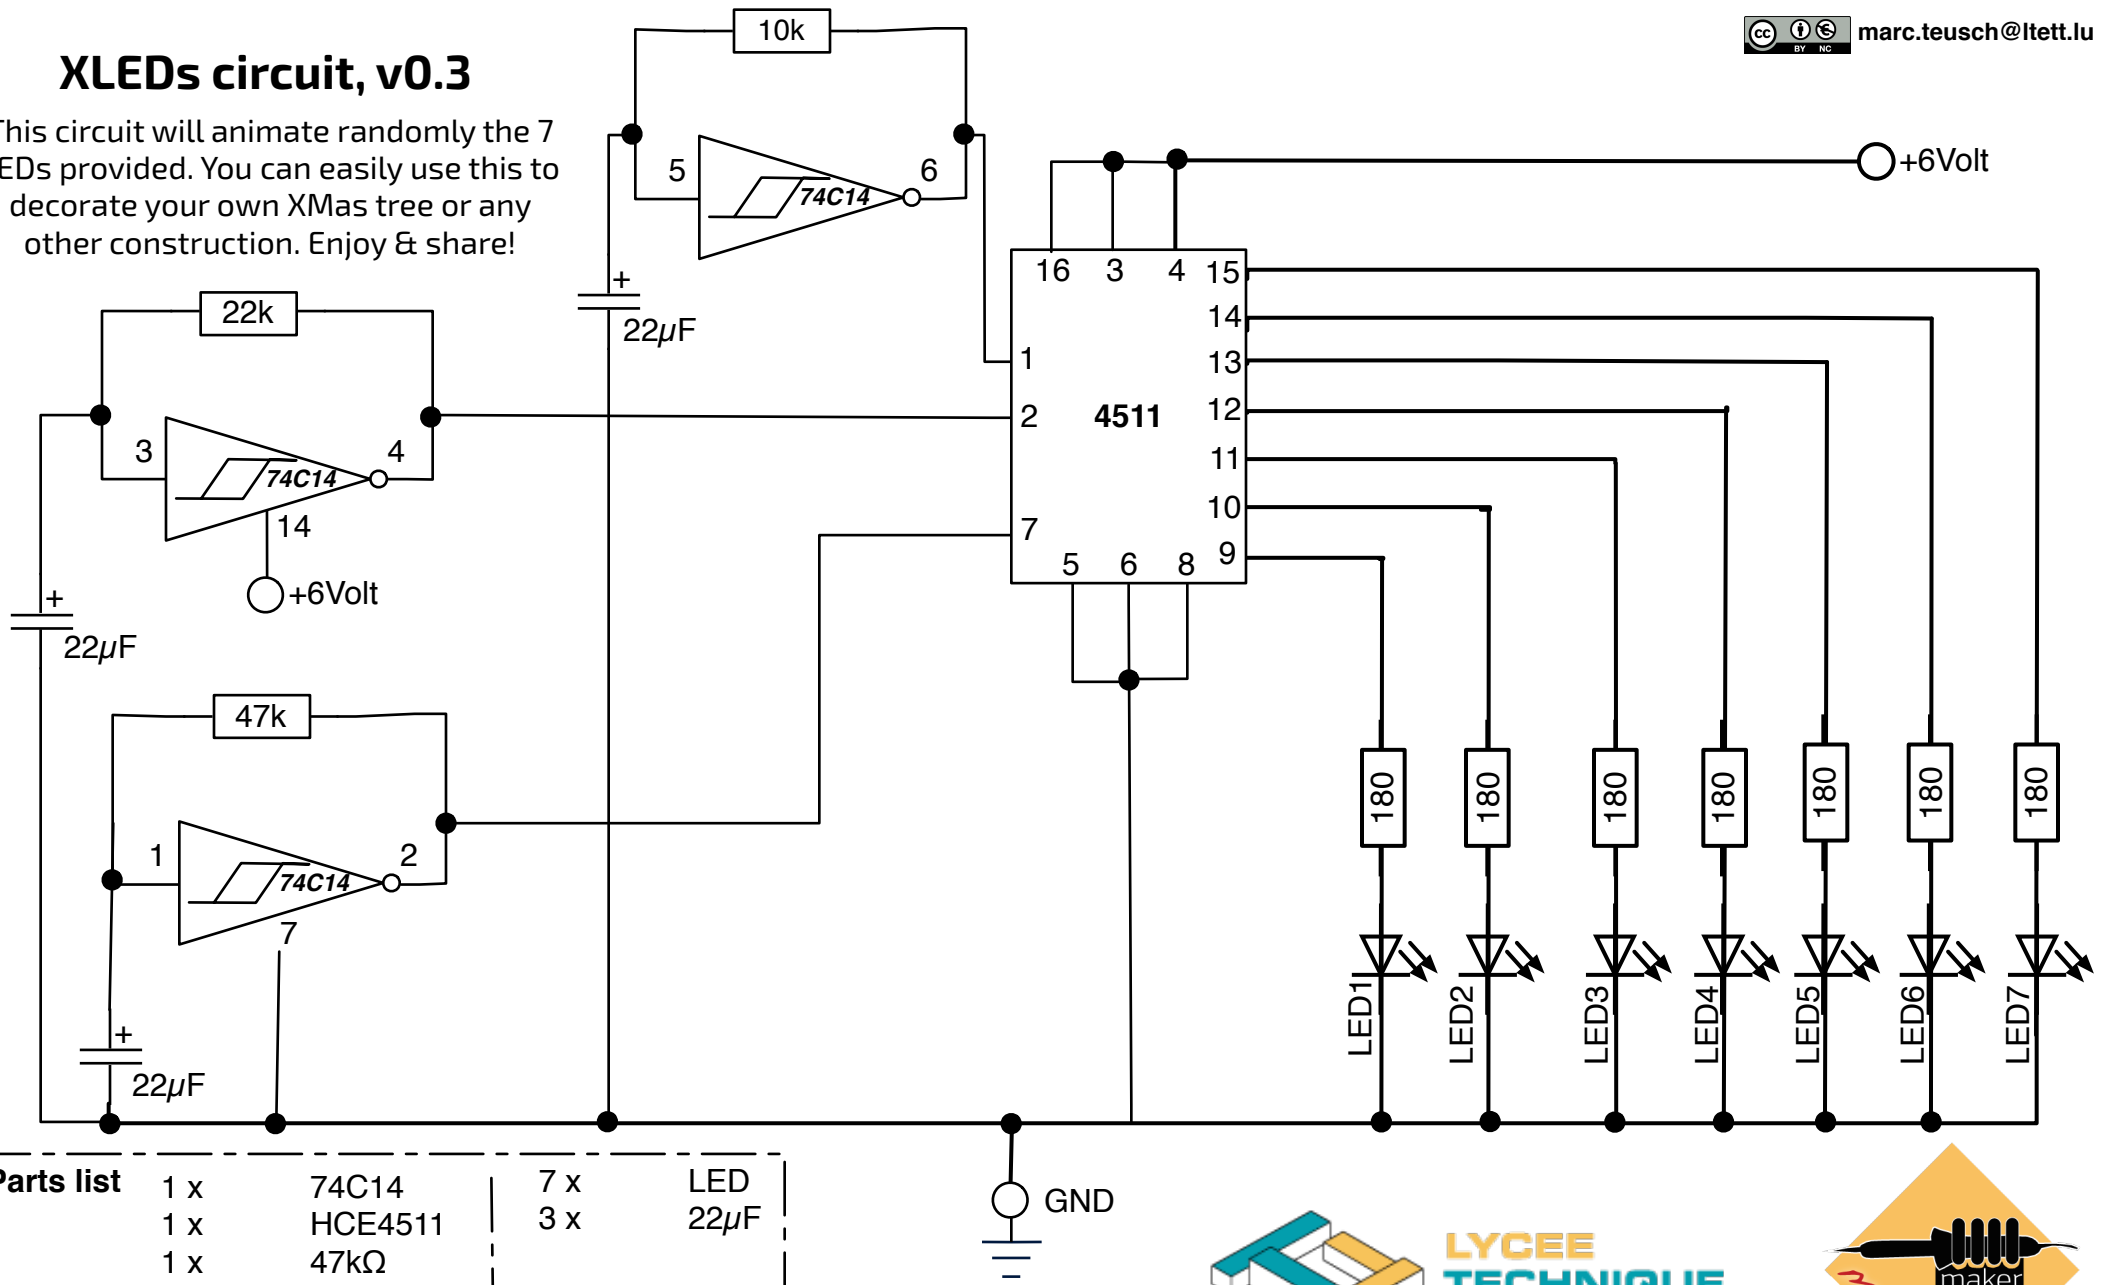 XLEDs circuit, v0.3
This circuit will animate randomly the 7
EDs provided. You can easily use this to
decorate your own XMas tree or any
other construction. Enjoy & share!
cc BY NC
marc.teusch@ltett.lu
10k
5
6
74C14
+
22µF
+6Volt
22k
3
4
74C14
14
+6Volt
+
22µF
47k
1
2
74C14
7
+
22µF
16 3 4 15
14
1
13
2
4511
12
11
10
7
9
5 6 8
180
180
180
180
180
180
180
LED1
LED2
LED3
LED4
LED5
LED6
LED7
GND
Parts list
1 x 74C14
1 x HCE4511
1 x 47kΩ
7 x LED
3 x 22µF
LYCEE
TECHNIQUE
maker